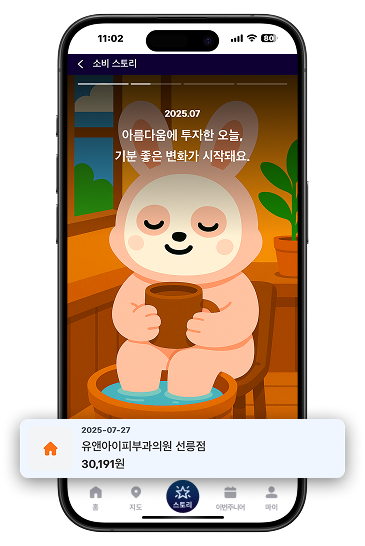 11:02
80
소비 스토리
2025.07
아름다움에 투자한 오늘,
기분 좋은 변화가 시작돼요.
2025-07-27
유앤아이피부과의원 선릉점
30,191원
홈
지도
스토리
이번주니어
마이